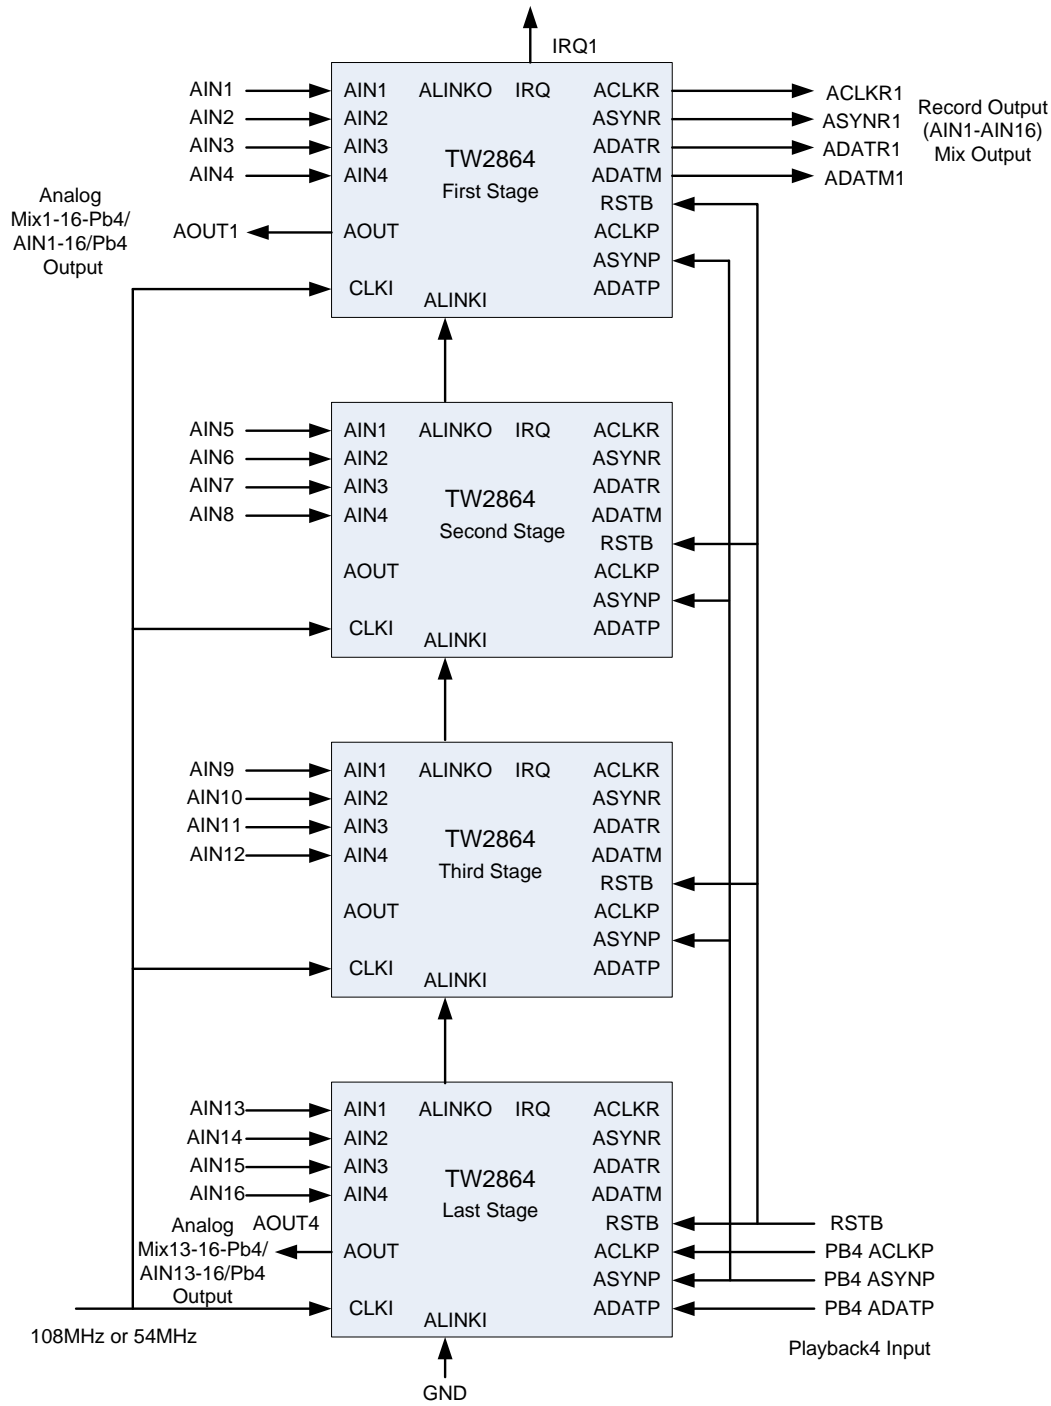 IRQ1
AIN1 AIN1 ALINKO IRQ ACLKR ACLKR1
AIN2 AIN2 ASYNR ASYNR1
AIN3 AIN3 ADATR ADATR1
AIN4 AIN4 ADATM ADATM1
Record Output
(AIN1-AIN16)
Mix Output
TW2864
First Stage
RSTB
Analog
Mix1-16-Pb4/
AIN1-16/Pb4
Output
AOUT1 AOUT ACLKP
ASYNP
CLKI ADATP
ALINKI
AIN5 AIN1 ALINKO IRQ ACLKR
AIN6 AIN2 ASYNR
AIN7 AIN3 ADATR
AIN8 AIN4 ADATM
TW2864
Second Stage
RSTB
AOUT ACLKP
ASYNP
CLKI ADATP
ALINKI
AIN9 AIN1 ALINKO IRQ ACLKR
AIN10 AIN2 ASYNR
AIN11 AIN3 ADATR
AIN12 AIN4 ADATM
TW2864
Third Stage
RSTB
AOUT ACLKP
ASYNP
CLKI ADATP
ALINKI
AIN13 AIN1 ALINKO IRQ ACLKR
AIN14 AIN2 ASYNR
AIN15 AIN3 ADATR
AIN16 AIN4 ADATM
TW2864
Last Stage
RSTB RSTB
AOUT4
Analog
Mix13-16-Pb4/
AIN13-16/Pb4
Output
AOUT ACLKP PB4 ACLKP
ASYNP PB4 ASYNP
CLKI ADATP PB4 ADATP
ALINKI
108MHz or 54MHz
Playback4 Input
GND